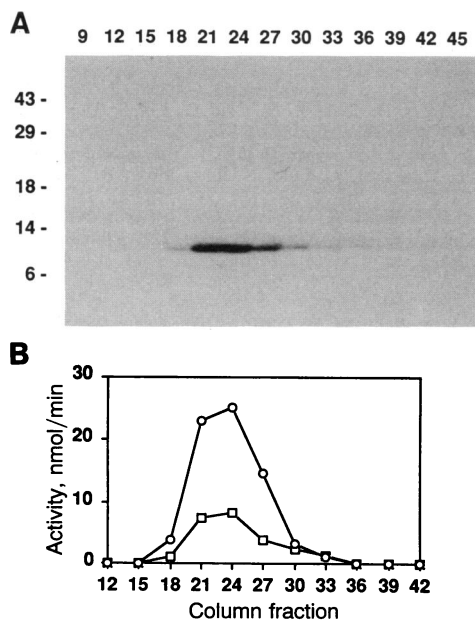 A
9 12 15 18 21 24 27 30 33 36 39 42 45
43 -
29 -
18 -
14 -
6 -
B
30
20
10
0
Activity, nmol/min
12 15 18 21 24 27 30 33 36 39 42
Column fraction